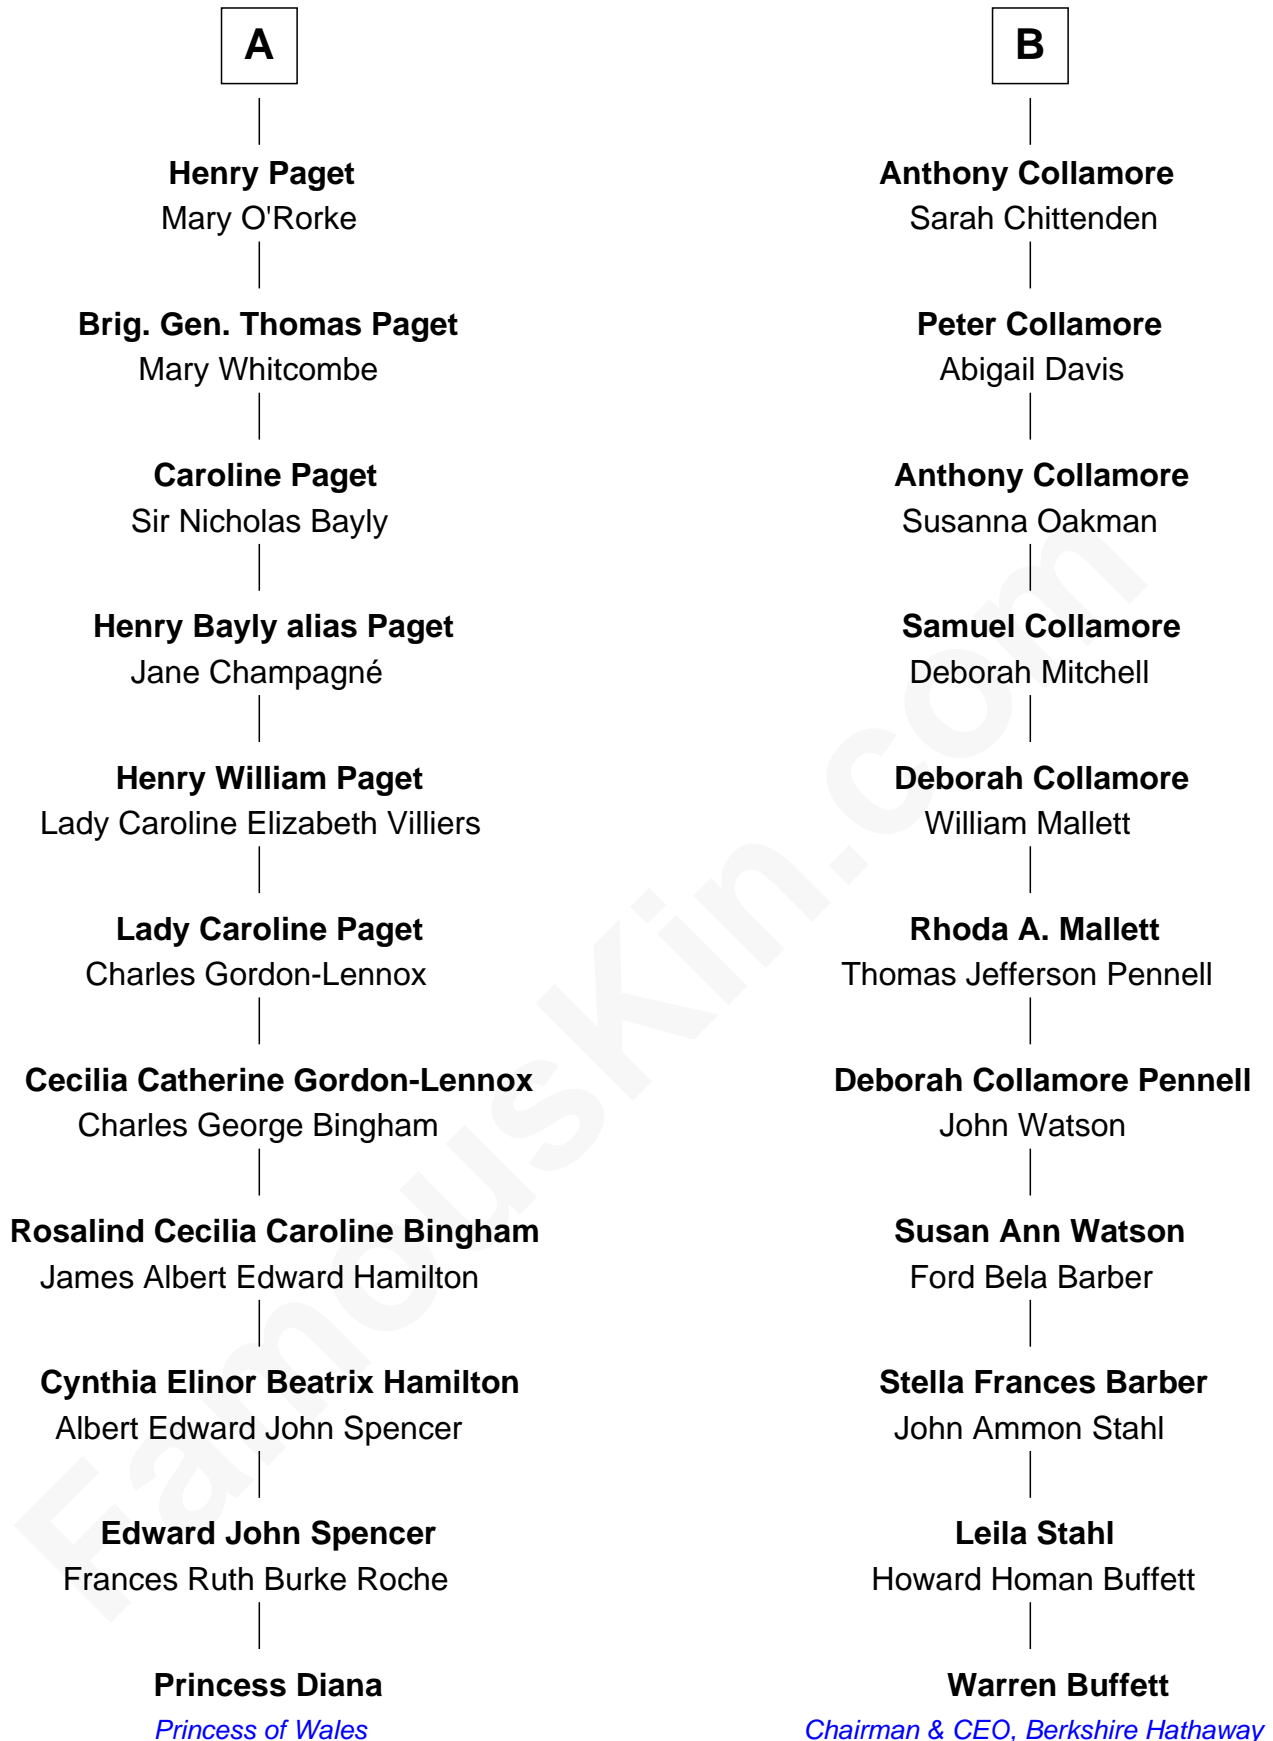 A
Henry Paget
Mary O'Rorke
Brig. Gen. Thomas Paget
Mary Whitcombe
Caroline Paget
Sir Nicholas Bayly
Henry Bayly alias Paget
Jane Champagné
Henry William Paget
Lady Caroline Elizabeth Villiers
Lady Caroline Paget
Charles Gordon-Lennox
Cecilia Catherine Gordon-Lennox
Charles George Bingham
Rosalind Cecilia Caroline Bingham
James Albert Edward Hamilton
Cynthia Elinor Beatrix Hamilton
Albert Edward John Spencer
Edward John Spencer
Frances Ruth Burke Roche
Princess Diana
Princess of Wales
B
Anthony Collamore
Sarah Chittenden
Peter Collamore
Abigail Davis
Anthony Collamore
Susanna Oakman
Samuel Collamore
Deborah Mitchell
Deborah Collamore
William Mallett
Rhoda A. Mallett
Thomas Jefferson Pennell
Deborah Collamore Pennell
John Watson
Susan Ann Watson
Ford Bela Barber
Stella Frances Barber
John Ammon Stahl
Leila Stahl
Howard Homan Buffett
Warren Buffett
Chairman & CEO, Berkshire Hathaway
FamousKin.com